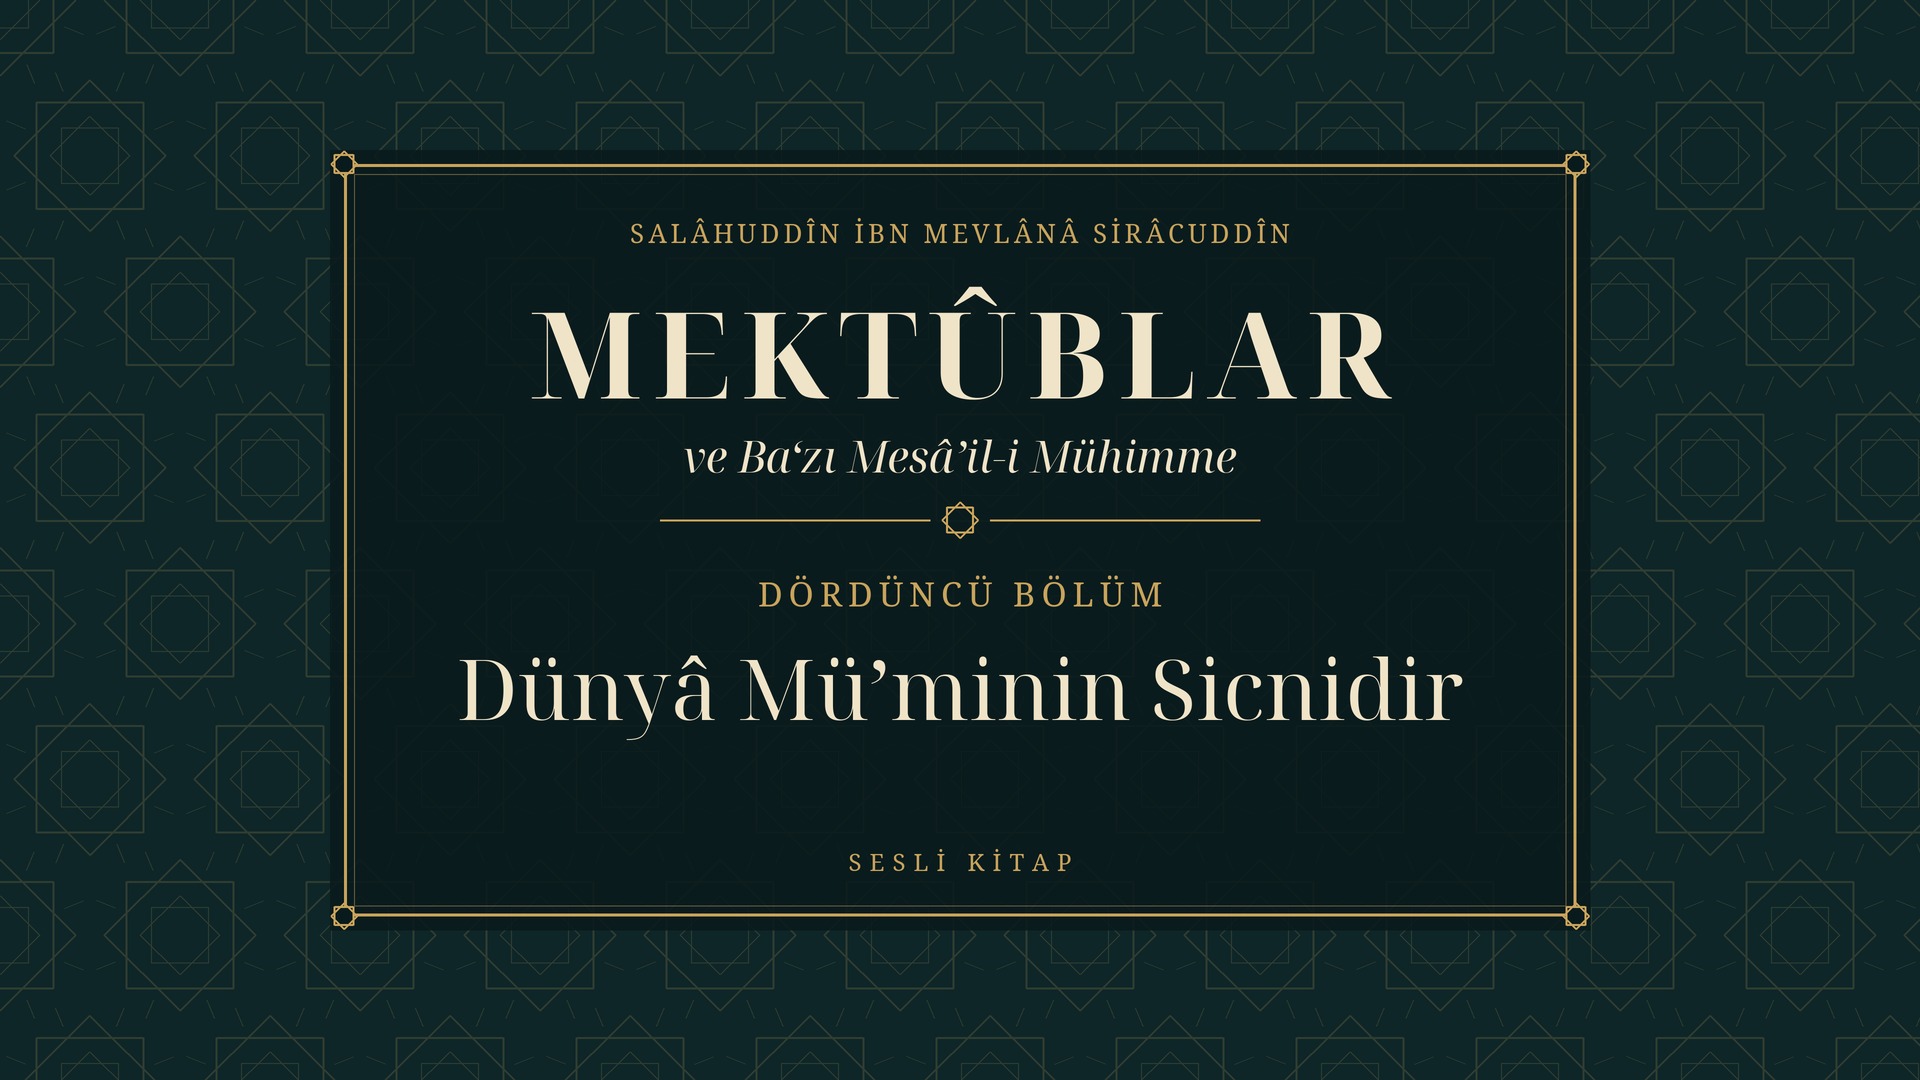 SALÂHUDDÎN İBN MEVLÂNÂ SİRÂCUDDÎN
MEKTÛBLAR
ve Ba‘zı Mesâ’il-i Mühimme
DÖRDÜNCÜ BÖLÜM
Dünyâ Mü’minin Sicnidir
SESLİ KİTAP